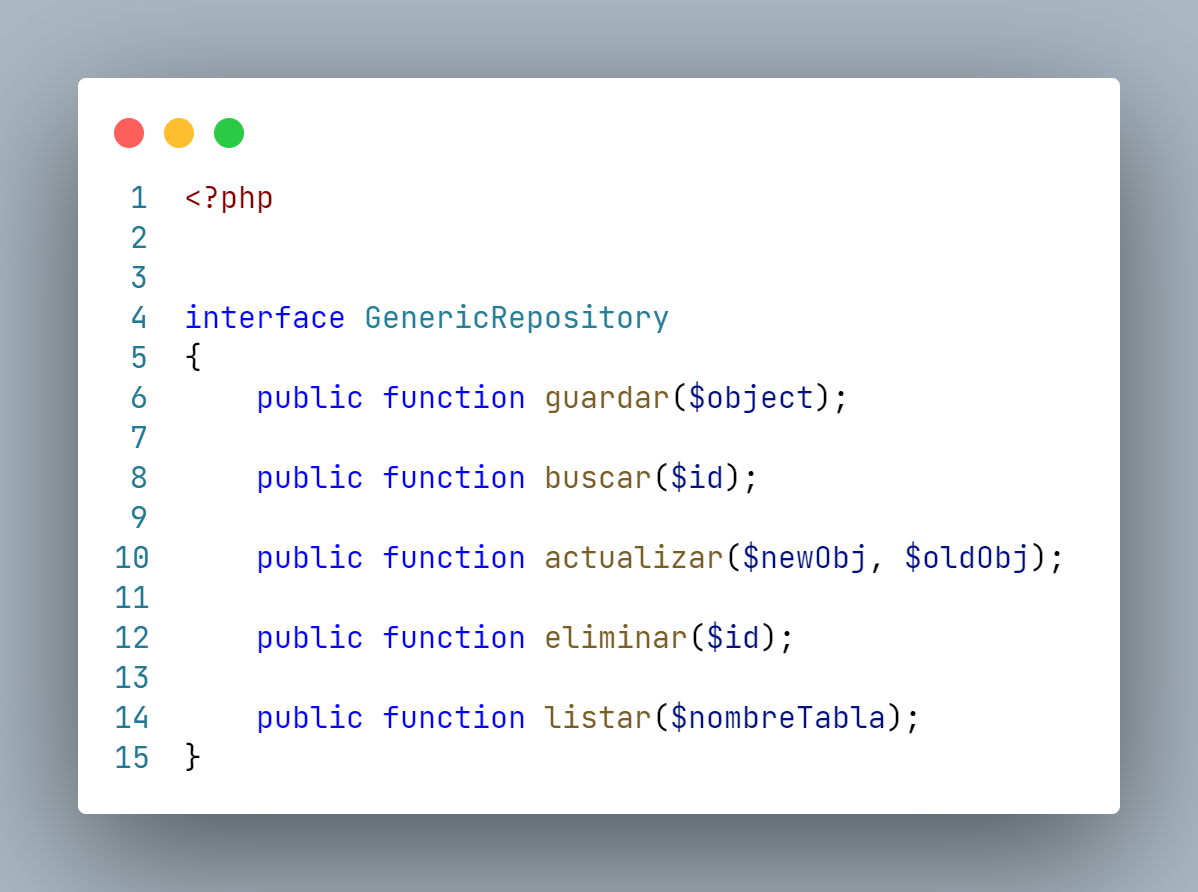 1 <?php
2
3
4 interface GenericRepository
5 {
6     public function guardar($object);
7
8     public function buscar($id);
9
10     public function actualizar($newObj, $oldObj);
11
12     public function eliminar($id);
13
14     public function listar($nombreTabla);
15 }